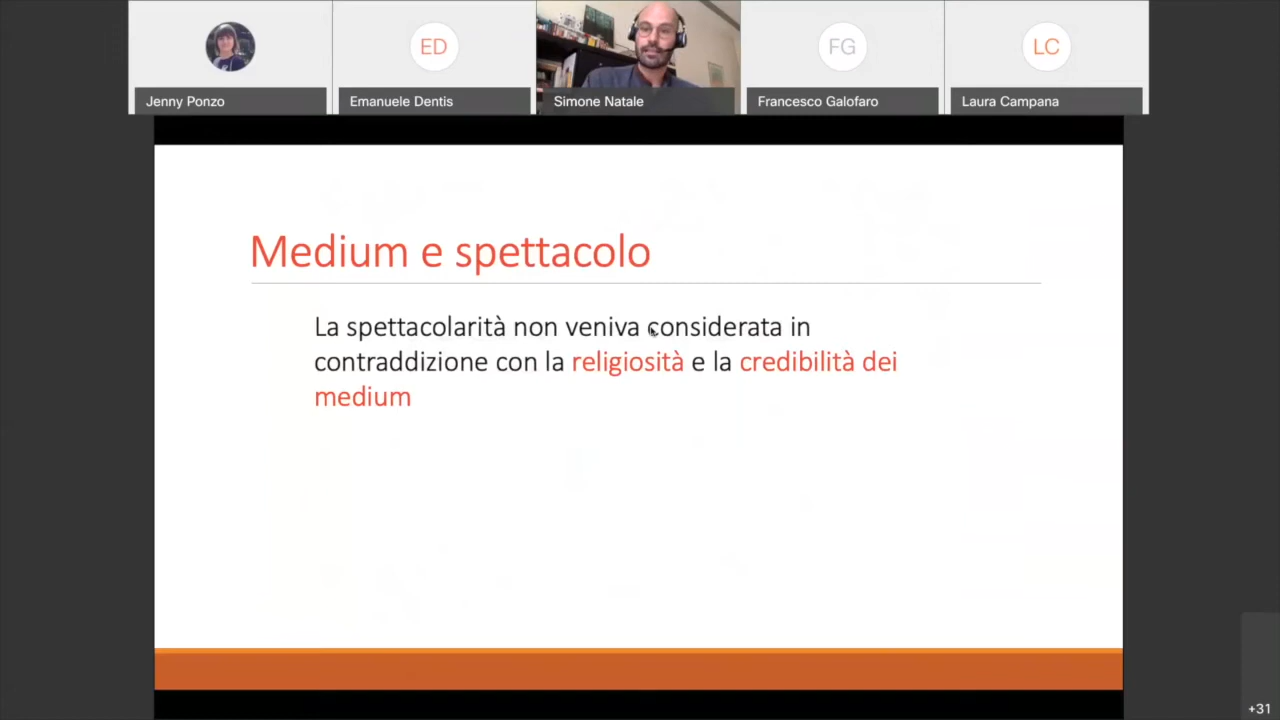 ED
FG
LC
Jenny Ponzo
Emanuele Dentis
Simone Natale
Francesco Galofaro
Laura Campana
Medium e spettacolo
La spettacolarità non veniva considerata in
contraddizione con la religiosità e la credibilità dei
medium
+31